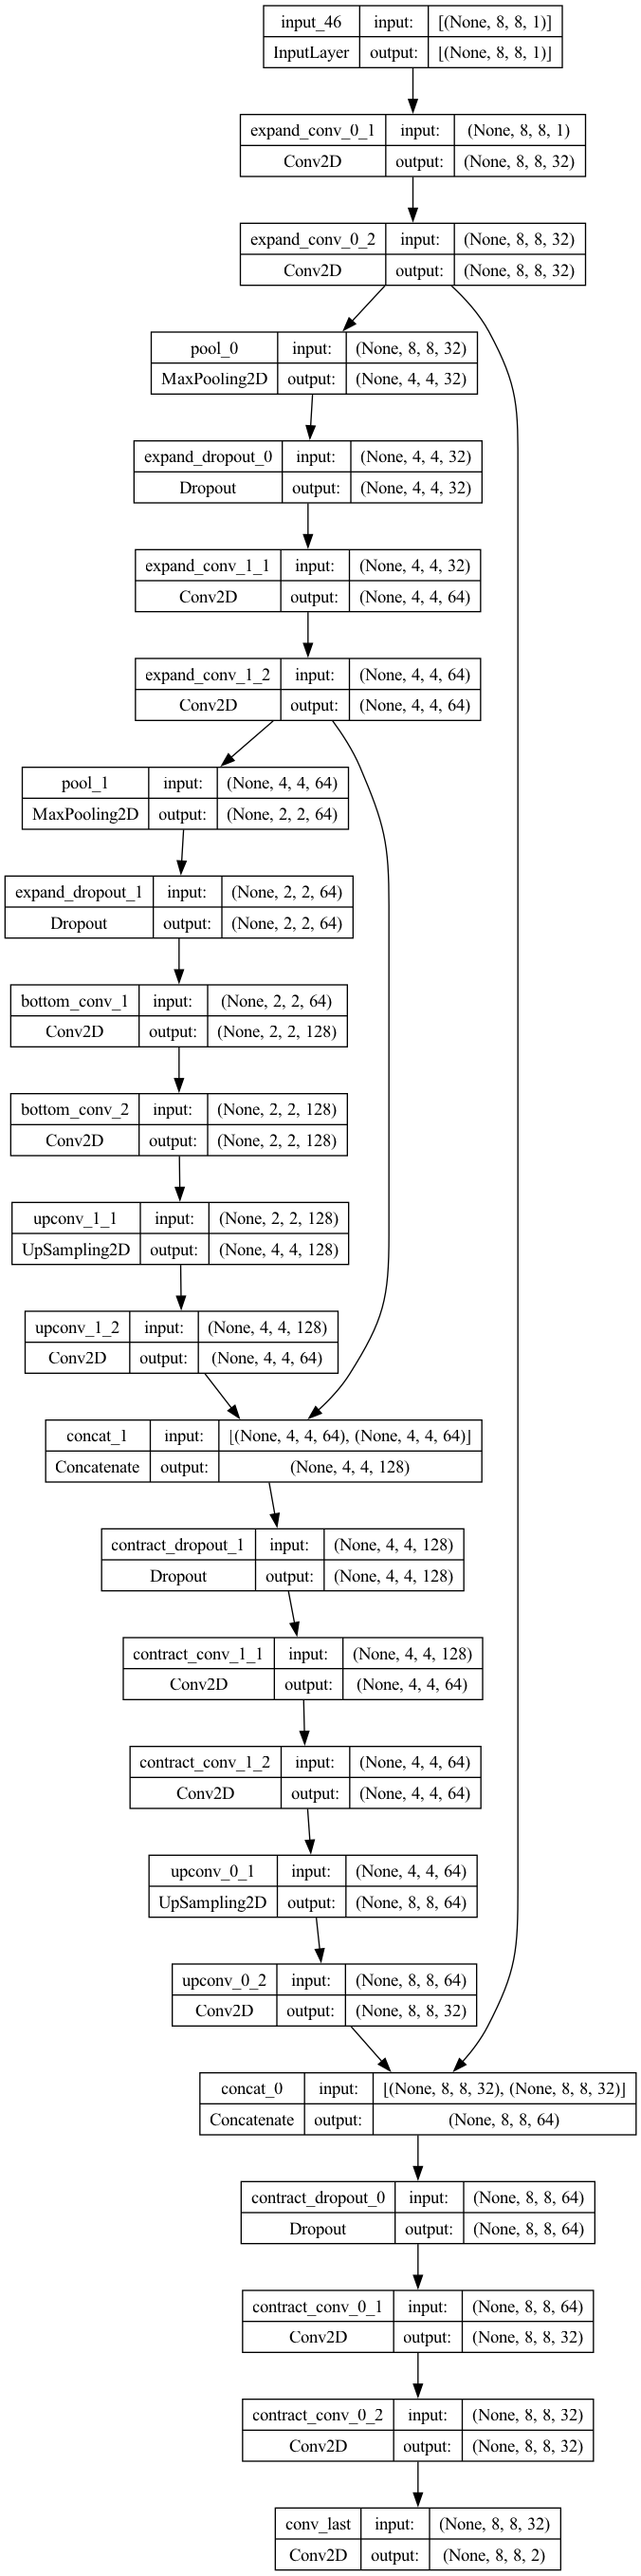 input_46 input: [(None, 8, 8, 1)]
InputLayer output: [(None, 8, 8, 1)]
expand_conv_0_1 input: (None, 8, 8, 1)
Conv2D output: (None, 8, 8, 32)
expand_conv_0_2 input: (None, 8, 8, 32)
Conv2D output: (None, 8, 8, 32)
pool_0 input: (None, 8, 8, 32)
MaxPooling2D output: (None, 4, 4, 32)
expand_dropout_0 input: (None, 4, 4, 32)
Dropout output: (None, 4, 4, 32)
expand_conv_1_1 input: (None, 4, 4, 32)
Conv2D output: (None, 4, 4, 64)
expand_conv_1_2 input: (None, 4, 4, 64)
Conv2D output: (None, 4, 4, 64)
pool_1 input: (None, 4, 4, 64)
MaxPooling2D output: (None, 2, 2, 64)
expand_dropout_1 input: (None, 2, 2, 64)
Dropout output: (None, 2, 2, 64)
bottom_conv_1 input: (None, 2, 2, 64)
Conv2D output: (None, 2, 2, 128)
bottom_conv_2 input: (None, 2, 2, 128)
Conv2D output: (None, 2, 2, 128)
upconv_1_1 input: (None, 2, 2, 128)
UpSampling2D output: (None, 4, 4, 128)
upconv_1_2 input: (None, 4, 4, 128)
Conv2D output: (None, 4, 4, 64)
concat_1 input: [(None, 4, 4, 64), (None, 4, 4, 64)]
Concatenate output: (None, 4, 4, 128)
contract_dropout_1 input: (None, 4, 4, 128)
Dropout output: (None, 4, 4, 128)
contract_conv_1_1 input: (None, 4, 4, 128)
Conv2D output: (None, 4, 4, 64)
contract_conv_1_2 input: (None, 4, 4, 64)
Conv2D output: (None, 4, 4, 64)
upconv_0_1 input: (None, 4, 4, 64)
UpSampling2D output: (None, 8, 8, 64)
upconv_0_2 input: (None, 8, 8, 64)
Conv2D output: (None, 8, 8, 32)
concat_0 input: [(None, 8, 8, 32), (None, 8, 8, 32)]
Concatenate output: (None, 8, 8, 64)
contract_dropout_0 input: (None, 8, 8, 64)
Dropout output: (None, 8, 8, 64)
contract_conv_0_1 input: (None, 8, 8, 64)
Conv2D output: (None, 8, 8, 32)
contract_conv_0_2 input: (None, 8, 8, 32)
Conv2D output: (None, 8, 8, 32)
conv_last input: (None, 8, 8, 32)
Conv2D output: (None, 8, 8, 2)